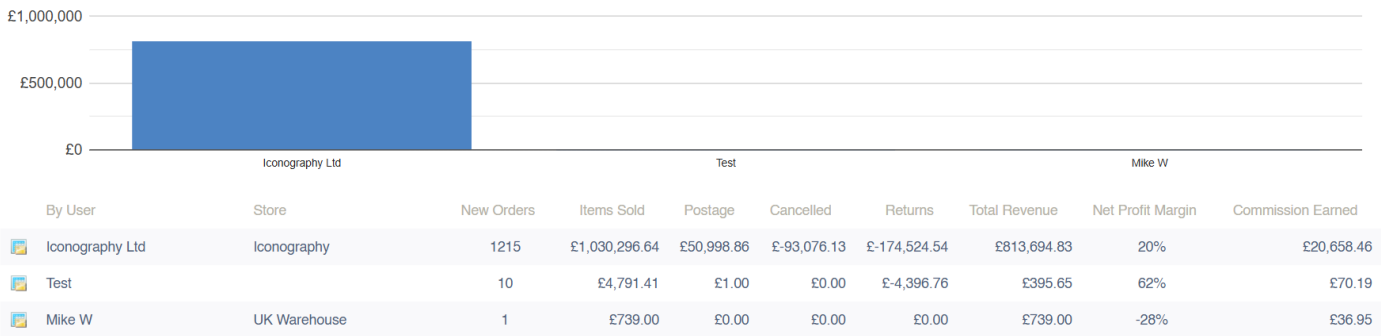 £1,000,000
£500,000
£0
Iconography Ltd Test Mike W
By User Store New Orders Items Sold Postage Cancelled Returns Total Revenue Net Profit Margin Commission Earned
Iconography Ltd Iconography 1215 £1,030,296.64 £50,998.86 £-93,076.13 £-174,524.54 £813,694.83 20% £20,658.46
Test 10 £4,791.41 £1.00 £0.00 £-4,396.76 £395.65 62% £70.19
Mike W UK Warehouse 1 £739.00 £0.00 £0.00 £0.00 £739.00 -28% £36.95